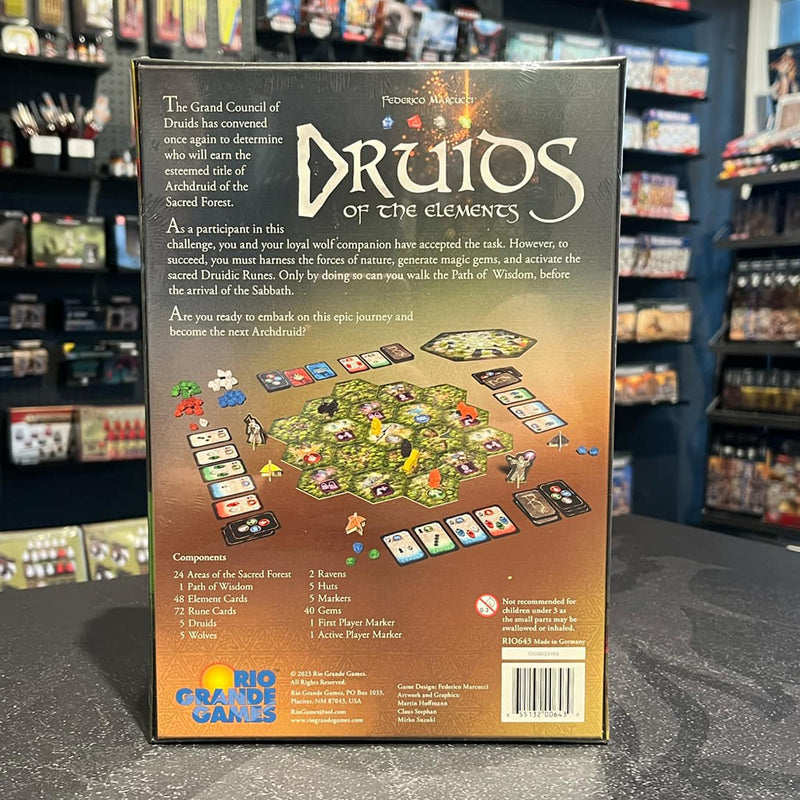 Federico Marcucci
Druids
of the Elements
The Grand Council of
Druids has convened
once again to determine
who will earn the
esteemed title of
Archdruid of the
Sacred Forest.
As a participant in this
challenge, you and your loyal wolf companion have accepted the task. However, to
succeed, you must harness the forces of nature, generate magic gems, and activate the
sacred Druidic Runes. Only by doing so can you walk the Path of Wisdom, before
the arrival of the Sabbath.
Are you ready to embark on this epic journey and
become the next Archdruid?
Components
24 Areas of the Sacred Forest
1 Path of Wisdom
48 Element Cards
72 Rune Cards
5 Druids
5 Wolves
2 Ravens
5 Huts
5 Markers
40 Gems
1 First Player Marker
1 Active Player Marker
0-3
Not recommended for
children under 3 as
the small parts may be
swallowed or inhaled.
RIO643 Made in Germany
RIO
GRANDE
GAMES
© 2023 Rio Grande Games.
All Rights Reserved.
Rio Grande Games, PO Box 1033,
Placitas, NM 87043, USA
RioGames@aol.com
www.riograndegames.com
Game Design: Federico Marcucci
Artwork and Graphics:
Martin Hoffmann
Claus Stephan
Mirko Suzuki
6 55132 00643